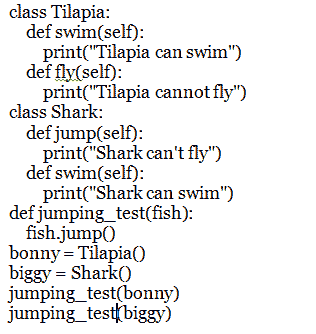 class Tilapia:
def swim(self):
print("Tilapia can swim")
def fly(self):
print("Tilapia cannot fly")
class Shark:
def jump(self):
print("Shark can't fly")
def swim(self):
print("Shark can swim")
def jumping_test(fish):
fish.jump()
bonny = Tilapia()
biggy = Shark()
jumping_test(bonny)
jumping_test(biggy)